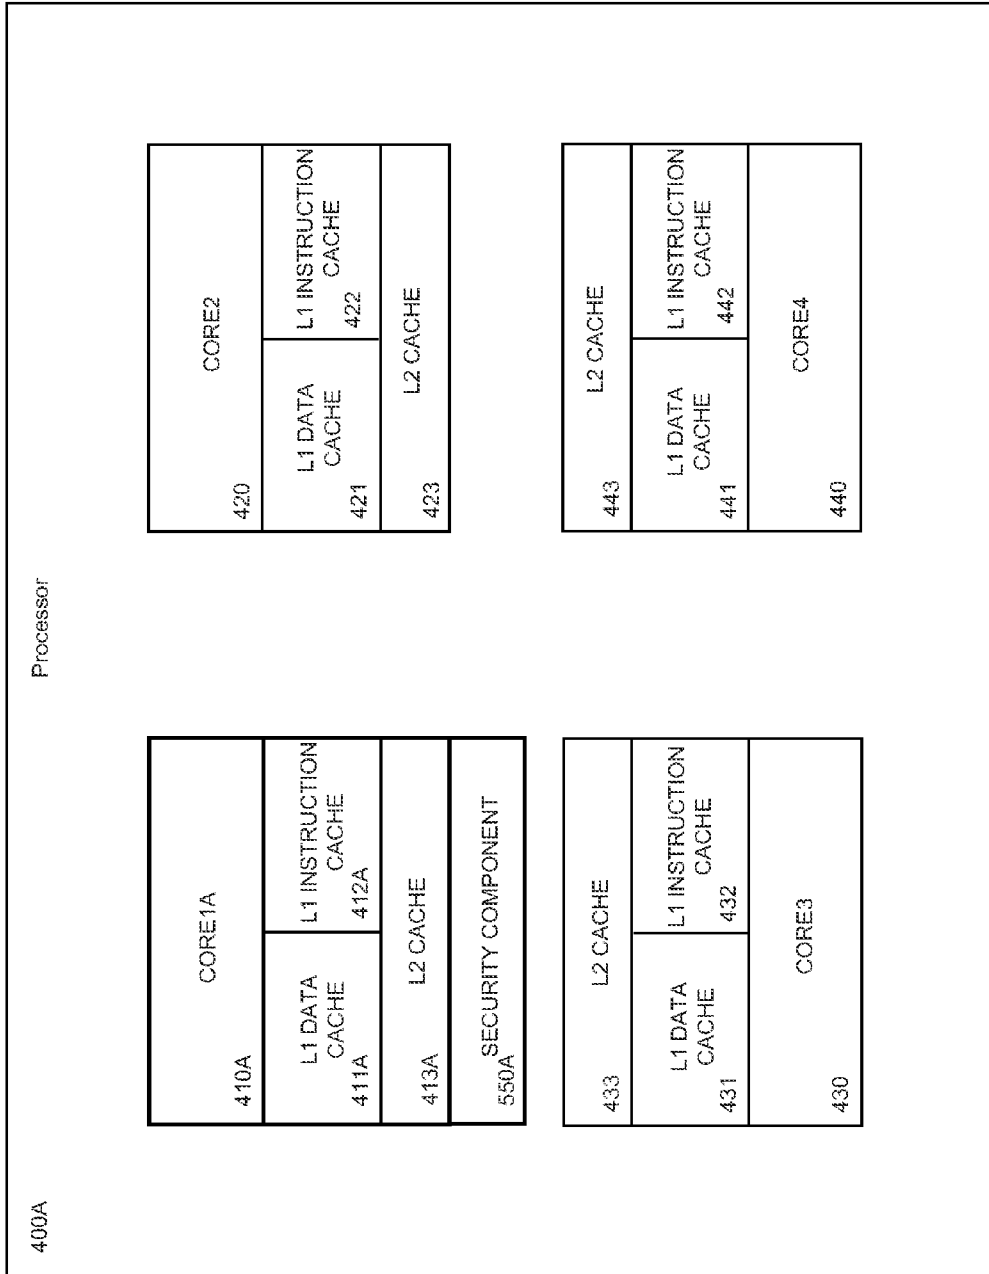 400A
Processor
CORE1A
410A
L1 DATA
CACHE
411A
L1 INSTRUCTION
CACHE
412A
L2 CACHE
413A
SECURITY COMPONENT
550A
CORE2
420
L1 DATA
CACHE
421
L1 INSTRUCTION
CACHE
422
L2 CACHE
423
L2 CACHE
433
L1 DATA
CACHE
431
L1 INSTRUCTION
CACHE
432
CORE3
430
L2 CACHE
443
L1 DATA
CACHE
441
L1 INSTRUCTION
CACHE
442
CORE4
440